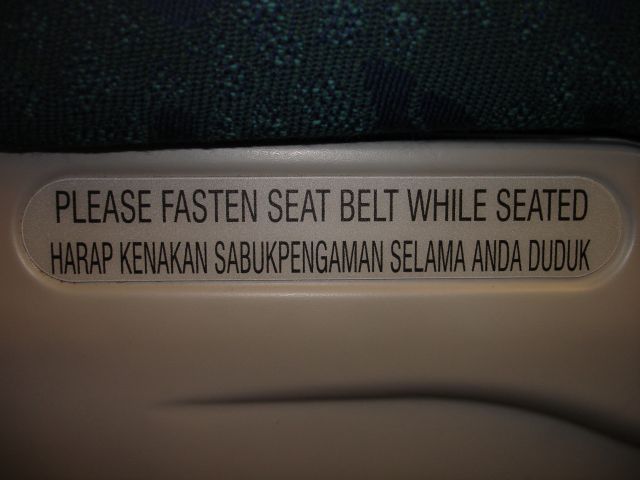 PLEASE FASTEN SEAT BELT WHILE SEATED
HARAP KENAKAN SABUKPENGAMAN SELAMA ANDA DUDUK